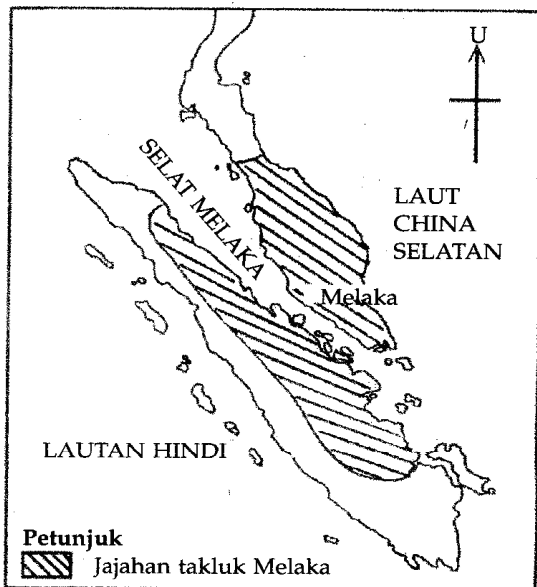 U
SELAT MELAKA
LAUT
CHINA
SELATAN
Melaka
LAUTAN HINDI
Petunjuk
Jajahan takluk Melaka